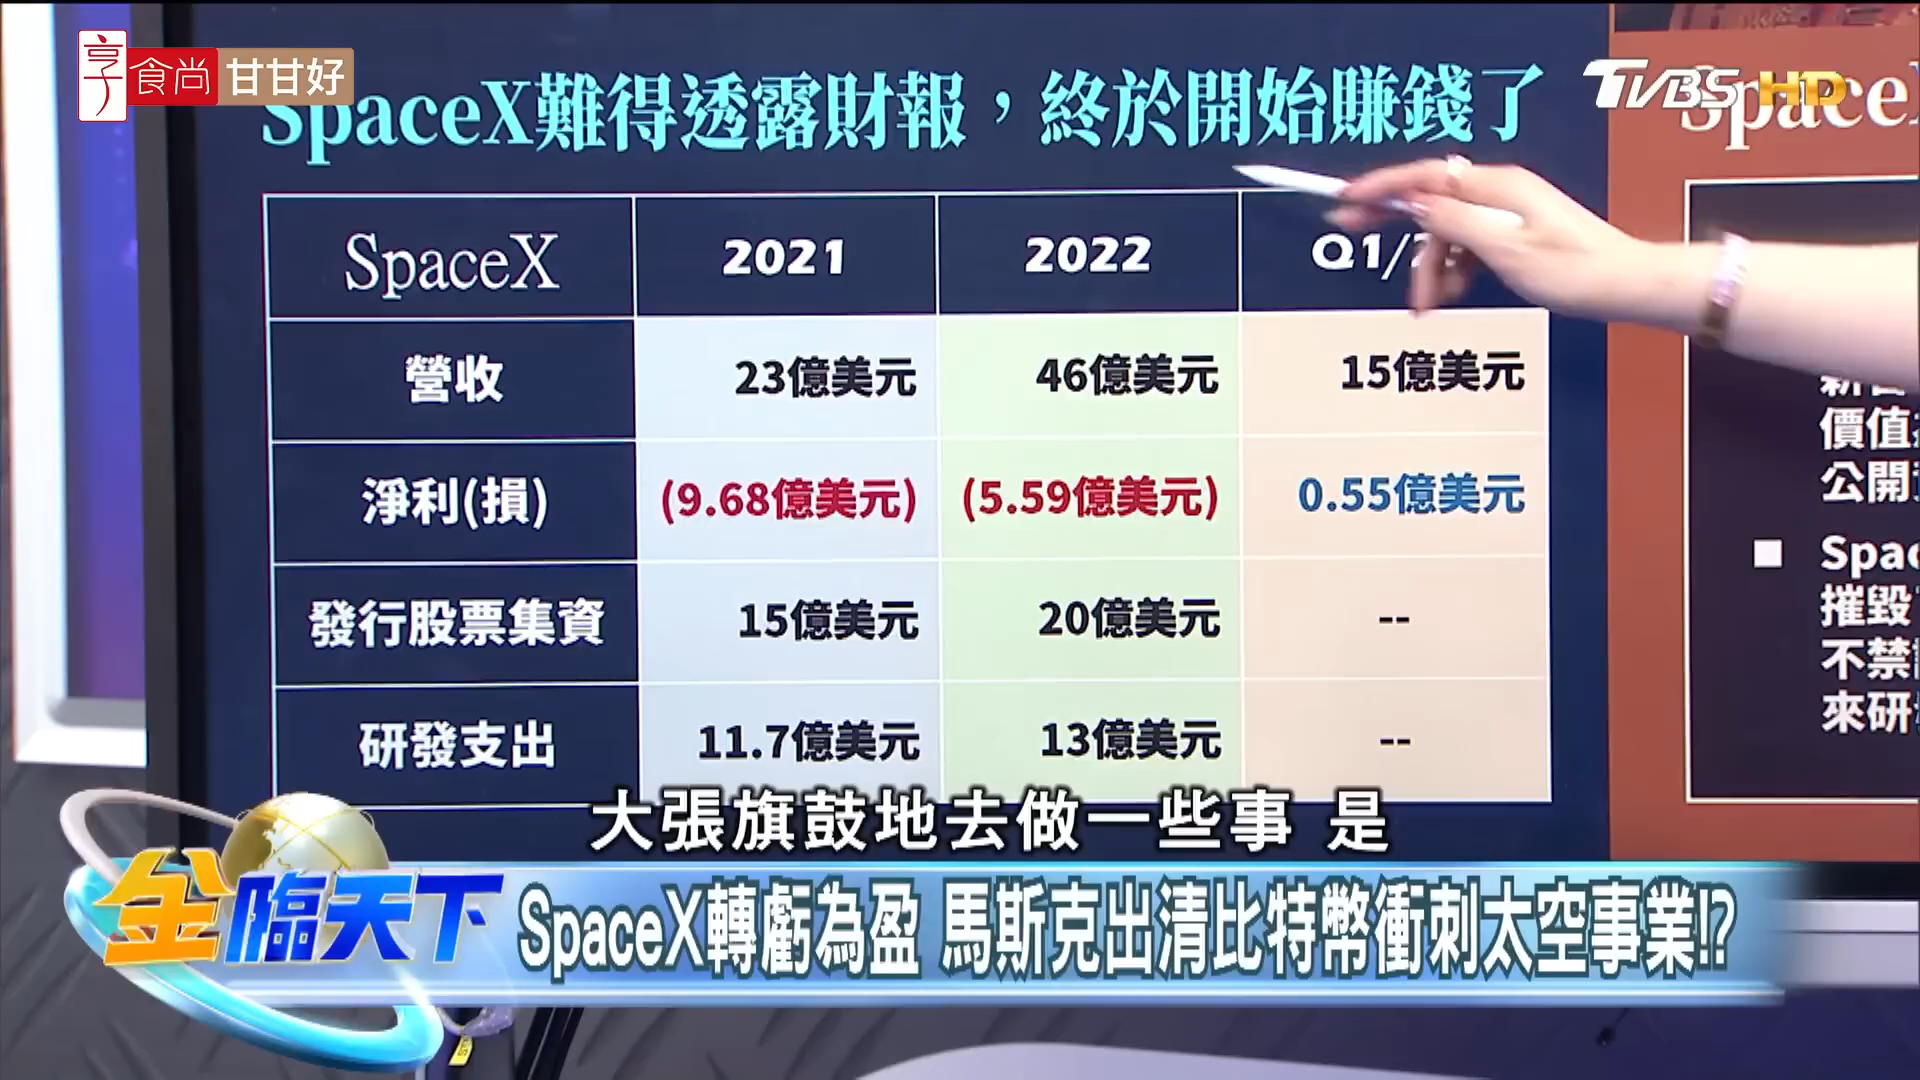 享 食尚 甘甘好
TVBS HD
SpaceX難得透露財報，終於開始賺錢了
SpaceX 2021 2022 Q1/
營收 23億美元 46億美元 15億美元
淨利(損) (9.68億美元) (5.59億美元) 0.55億美元
發行股票集資 15億美元 20億美元 --
研發支出 11.7億美元 13億美元 --
Space
價值
公開
■ Spac
摧毀
不禁
來研
大張旗鼓地去做一些事 是
金臨天下
SpaceX轉虧為盈 馬斯克出清比特幣衝刺太空事業!?